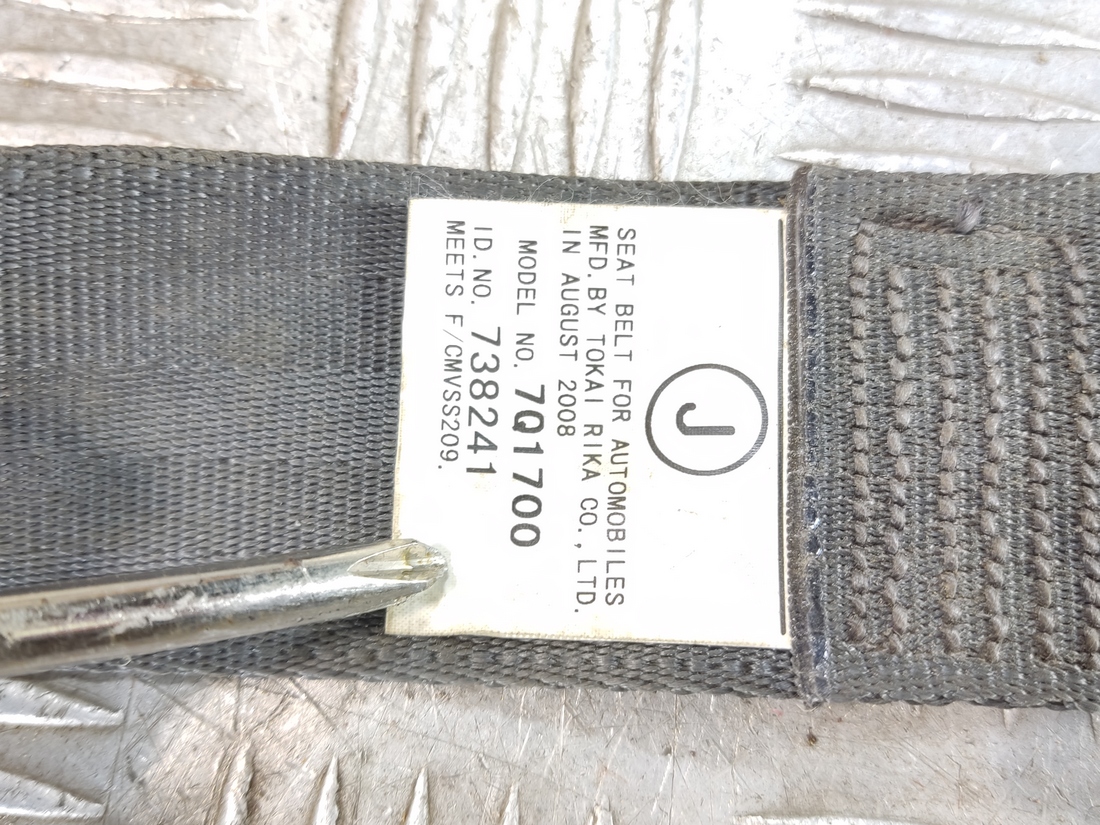 J
SEAT BELT FOR AUTOMOBILES
MFD. BY TOKAI RIKA CO., LTD.
IN AUGUST 2008
MODEL NO. 7Q1700
ID. NO. 738241
MEETS F/CMVSS209.